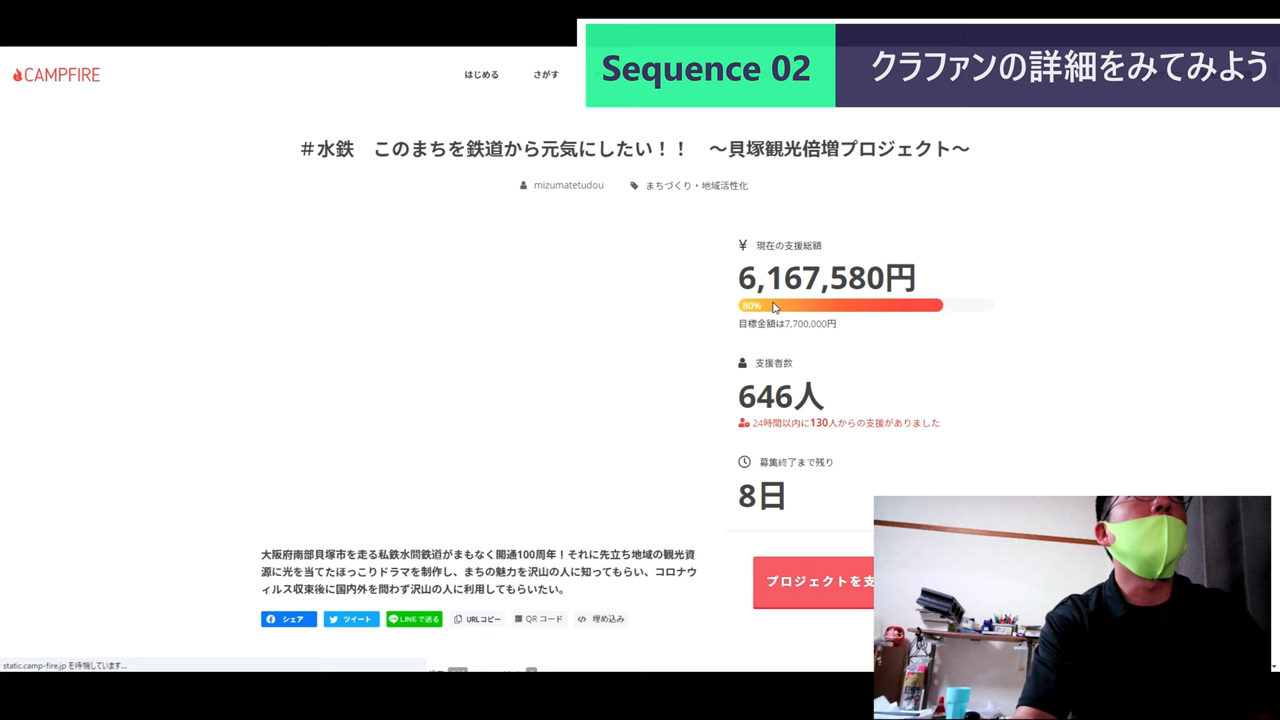 Sequence 02
クラファンの詳細をみてみよう
CAMPFIRE
はじめる
さがす
＃水鉄　このまちを鉄道から元気にしたい！！　～貝塚観光倍増プロジェクト～
mizumatetudou
まちづくり・地域活性化
¥ 現在の支援総額
6,167,580円
80%
目標金額は7,700,000円
支援者数
646人
24時間以内に130人からの支援がありました
募集終了まで残り
8日
大阪府南部貝塚市を走る私鉄水間鉄道がまもなく開通100周年！それに先立ち地域の観光資
源に光を当てたほっこりドラマを制作し、まちの魅力を沢山の人に知ってもらい、コロナウ
ィルス収束後に国内外を問わず沢山の人に利用してもらいたい。
プロジェクトを支
シェア
ツイート
LINEで送る
URLコピー
QRコード
</> 埋め込み
static.camp-fire.jp を待機しています...